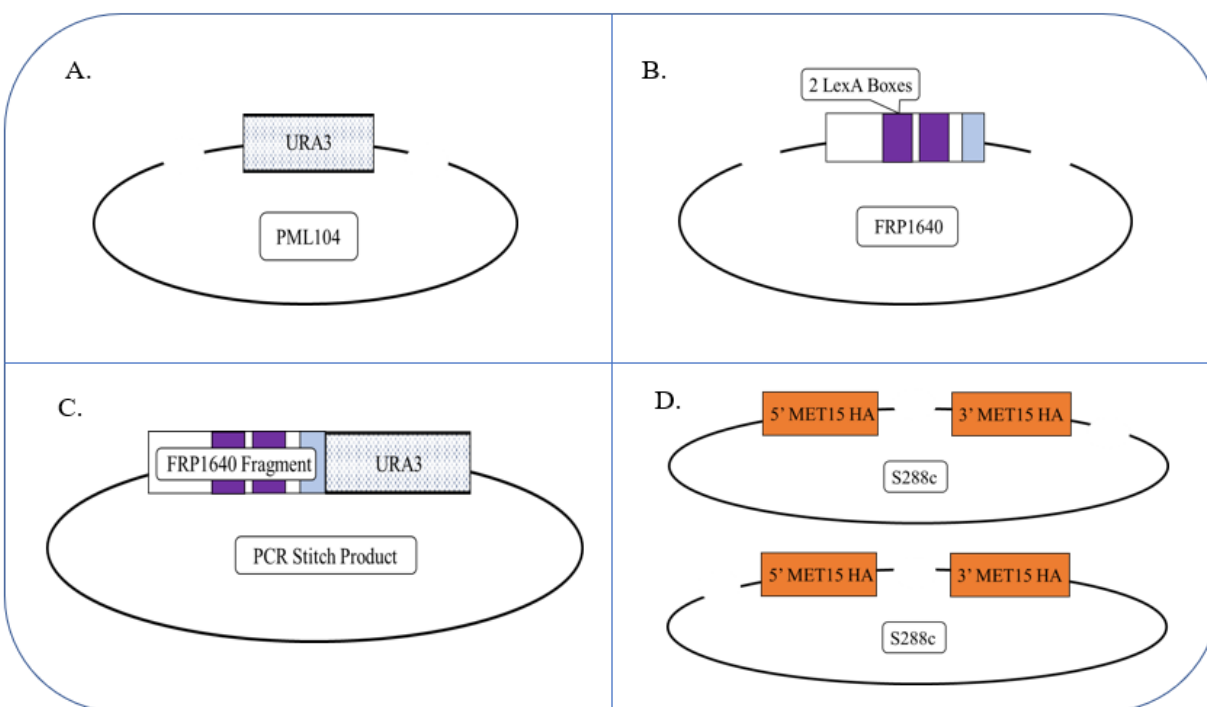 A.
URA3
PML104
B.
2 LexA Boxes
FRP1640
C.
FRP1640 Fragment
URA3
PCR Stitch Product
D.
5’ MET15 HA
3’ MET15 HA
S288c
5’ MET15 HA
3’ MET15 HA
S288c